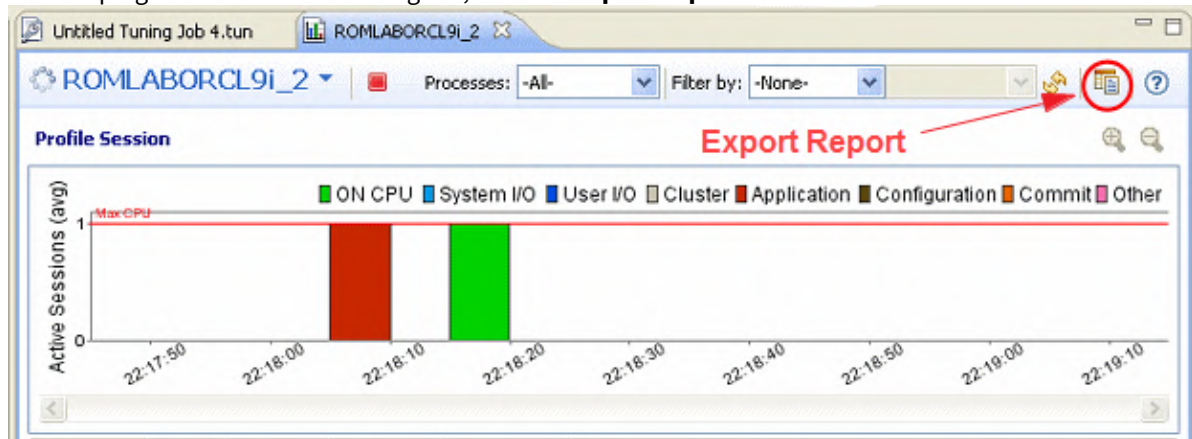 Untitled Tuning Job 4.tun ROMLABORCL9i_2
ROMLABORCL9i_2 Processes: -All- Filter by: -None-
Export Report
Profile Session
ON CPU System I/O User I/O Cluster Application Configuration Commit Other
Max CPU
Active Sessions (avg)
1
0
22:17:50 22:18:00 22:18:10 22:18:20 22:18:30 22:18:40 22:18:50 22:19:00 22:19:10